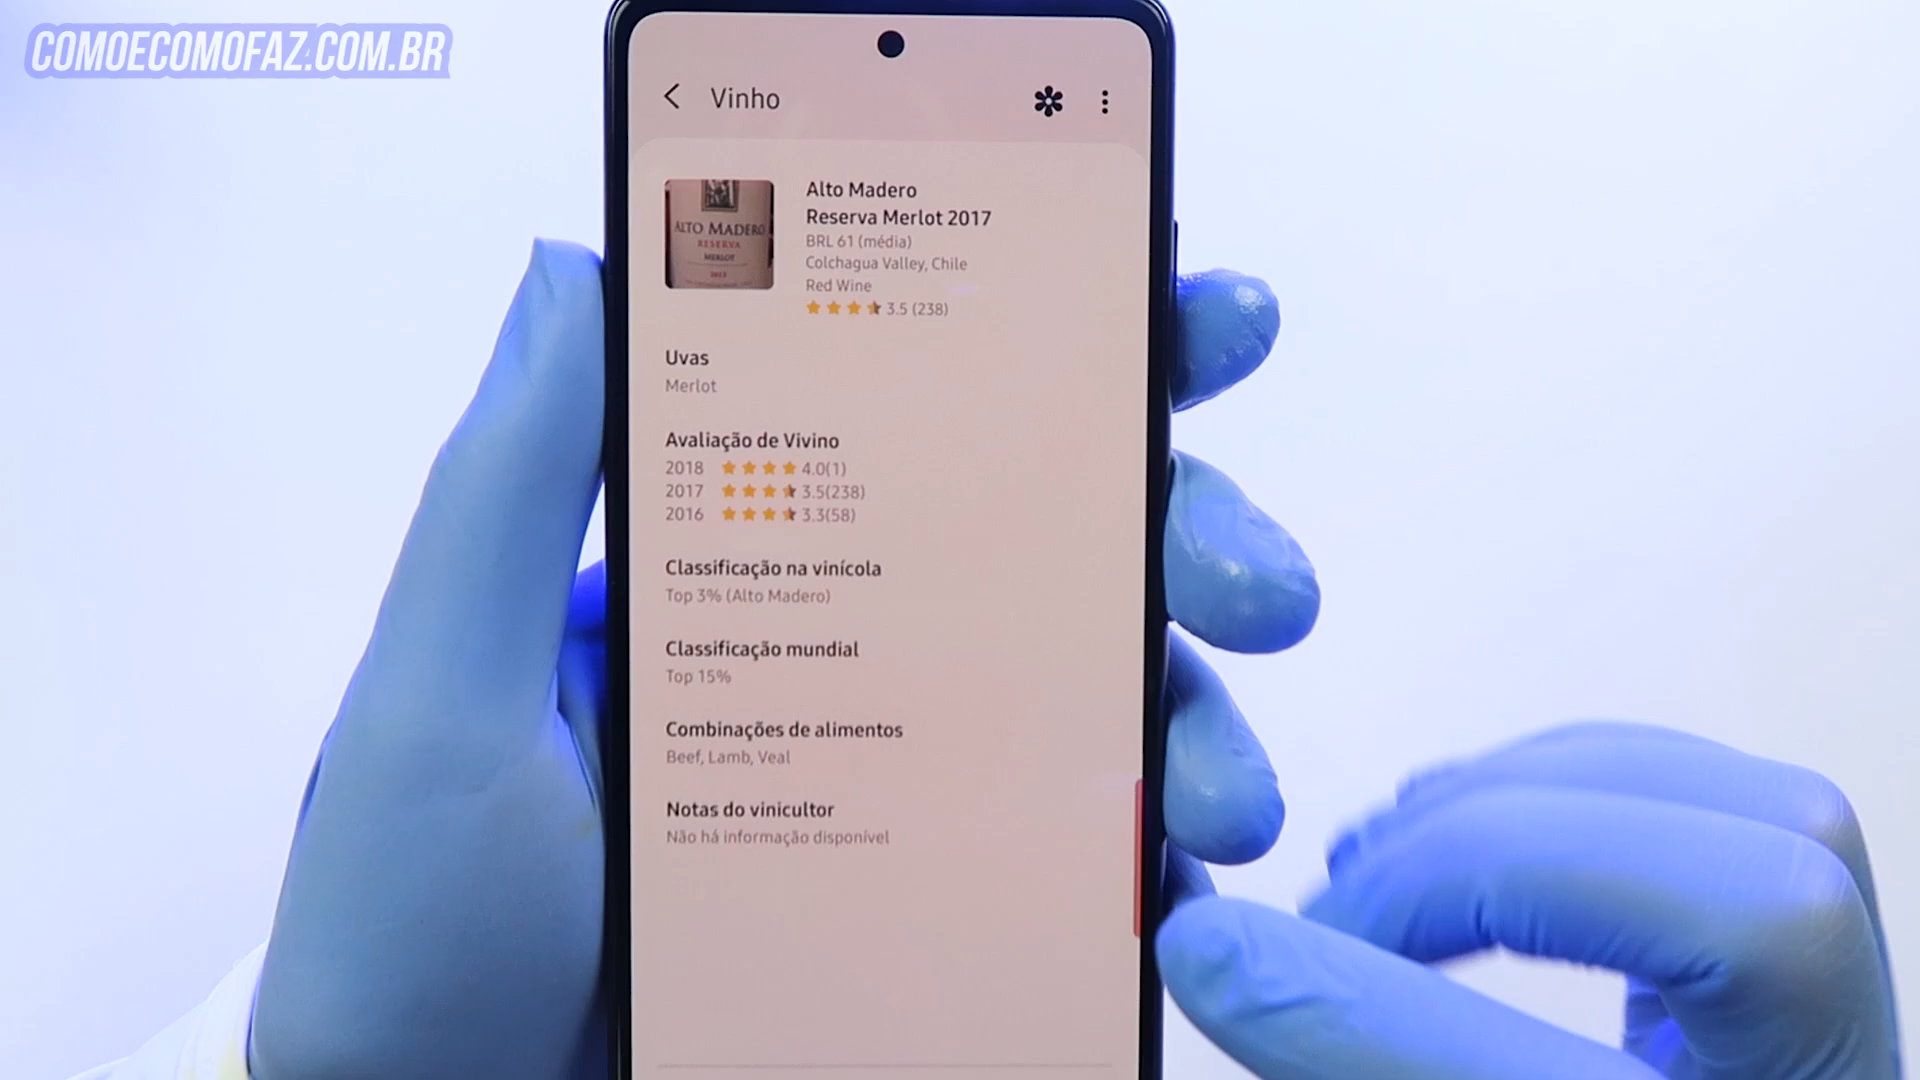 COMOECOMOFAZ.COM.BR
Vinho
Alto Madero
Reserva Merlot 2017
BRL 61 (média)
Colchagua Valley, Chile
Red Wine
3.5 (238)
ALTO MADERO
RESERVA
MERLOT
2017
Uvas
Merlot
Avaliação de Vivino
2018 4.0(1)
2017 3.5(238)
2016 3.3(58)
Classificação na vinícola
Top 3% (Alto Madero)
Classificação mundial
Top 15%
Combinações de alimentos
Beef, Lamb, Veal
Notas do vinicultor
Não há informação disponível